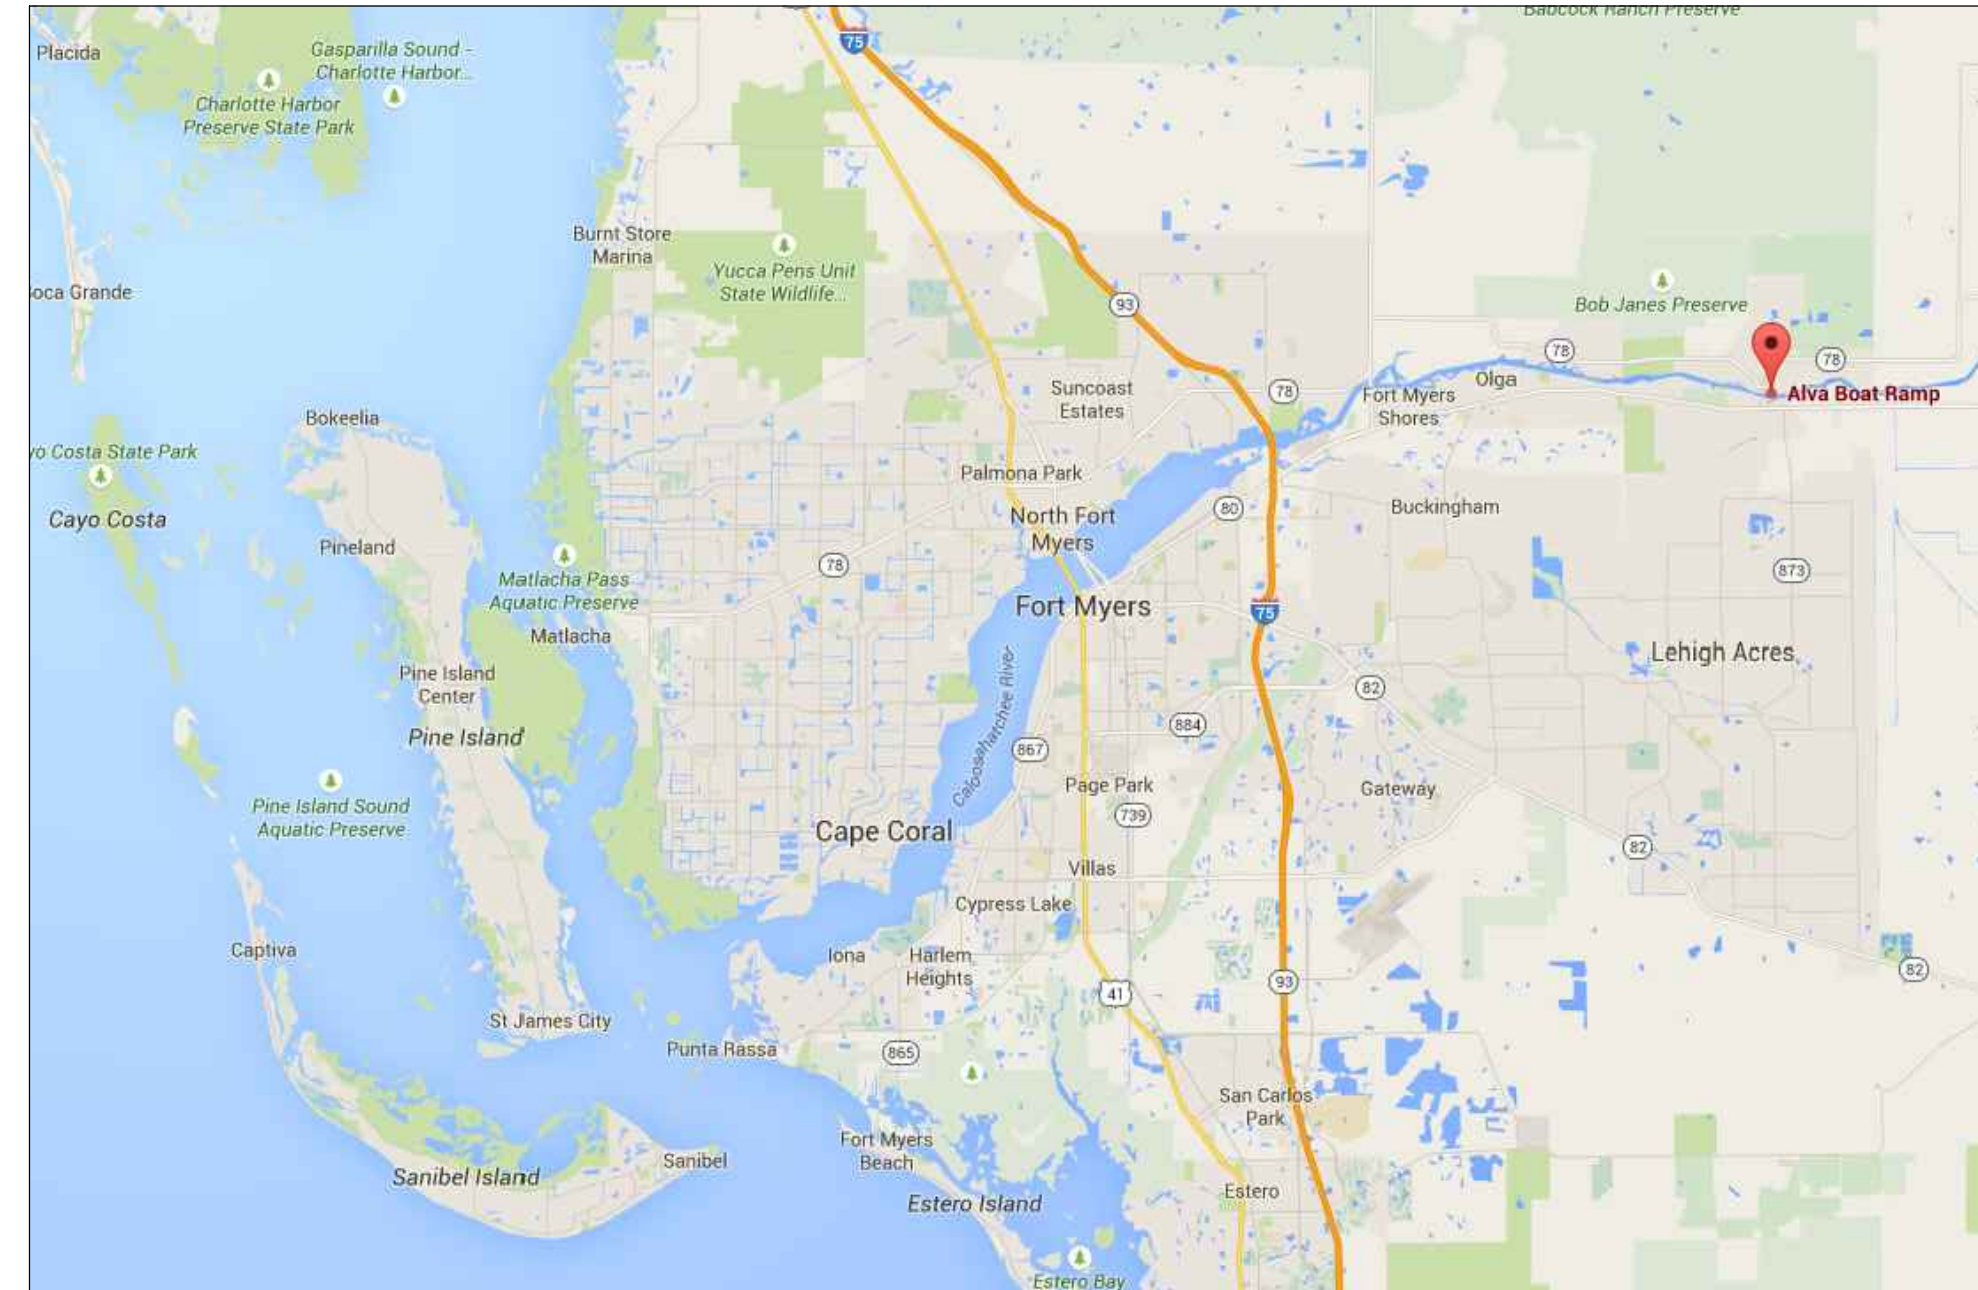 Babcock Ranch Preserve
75
Placida
Gasparilla Sound -
Charlotte Harbor...
Charlotte Harbor
Preserve State Park
Burnt Store
Marina
Yucca Pens Unit
State Wildlife...
oca Grande
93
Bob Janes Preserve
78
78
Alva Boat Ramp
Olga
Suncoast
Estates
78
Fort Myers
Shores
Bokeelia
yo Costa State Park
Cayo Costa
Palmona Park
80
Buckingham
North Fort
Myers
Pineland
78
873
Matlacha Pass
Aquatic Preserve
Fort Myers
75
Matlacha
Lehigh Acres
Pine Island
Center
Caloosahatchee River
82
Pine Island
884
867
Page Park
Gateway
Pine Island Sound
Aquatic Preserve
739
Cape Coral
82
Villas
Cypress Lake
Captiva
Iona
Harlem
Heights
82
93
41
St James City
Punta Rassa
865
San Carlos
Park
Fort Myers
Beach
Sanibel
Sanibel Island
Estero
Estero Island
Estero Bay